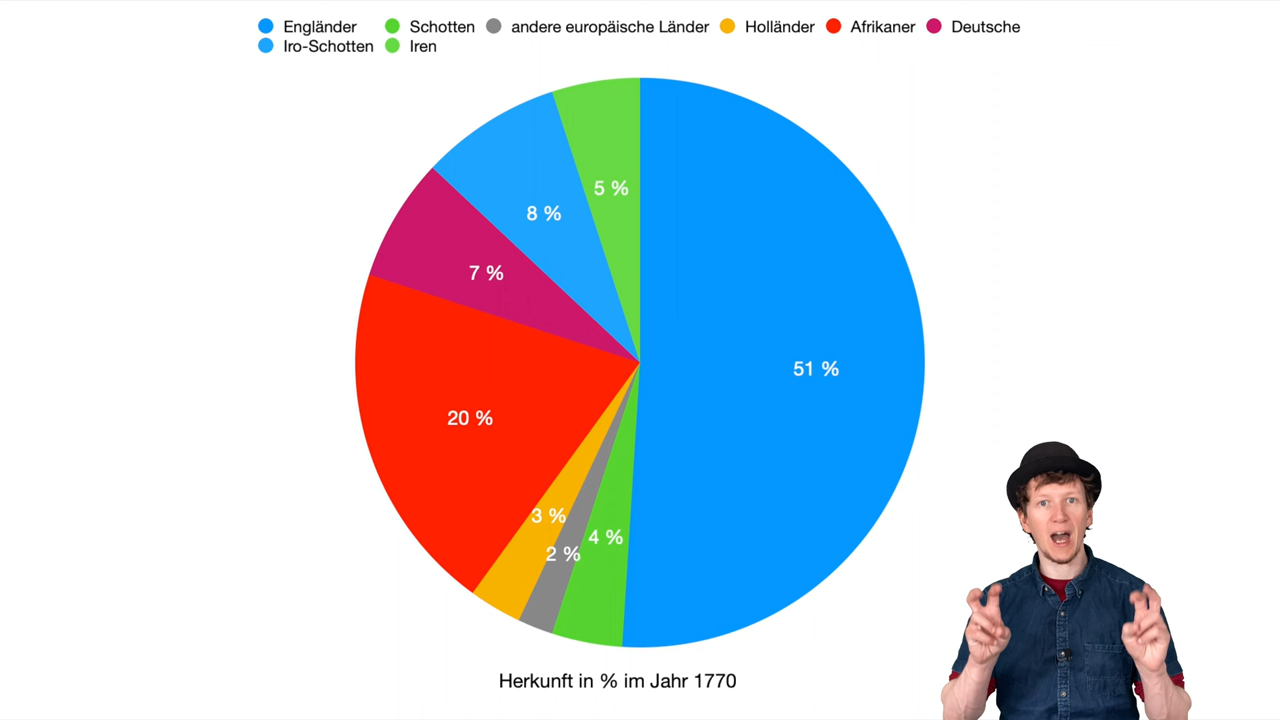 Engländer Schotten andere europäische Länder Holländer Afrikaner Deutsche
Iro-Schotten Iren
5 %
8 %
7 %
51 %
20 %
3 %
4 %
2 %
Herkunft in % im Jahr 1770